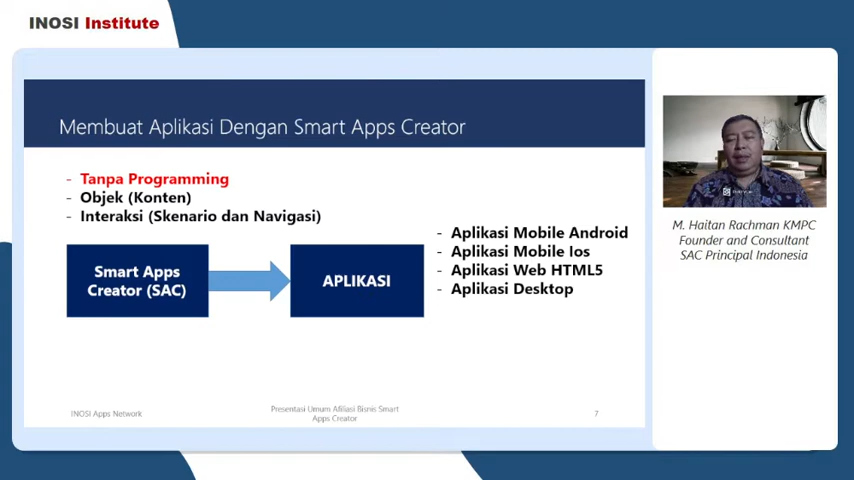 INOSI Institute
Membuat Aplikasi Dengan Smart Apps Creator
- Tanpa Programming
- Objek (Konten)
- Interaksi (Skenario dan Navigasi)
Smart Apps
Creator (SAC)
APLIKASI
- Aplikasi Mobile Android
- Aplikasi Mobile Ios
- Aplikasi Web HTML5
- Aplikasi Desktop
INOSI Apps Network
Presentasi Umum Afiliasi Bisnis Smart
Apps Creator
7
M. Haitan Rachman KMPC
Founder and Consultant
SAC Principal Indonesia